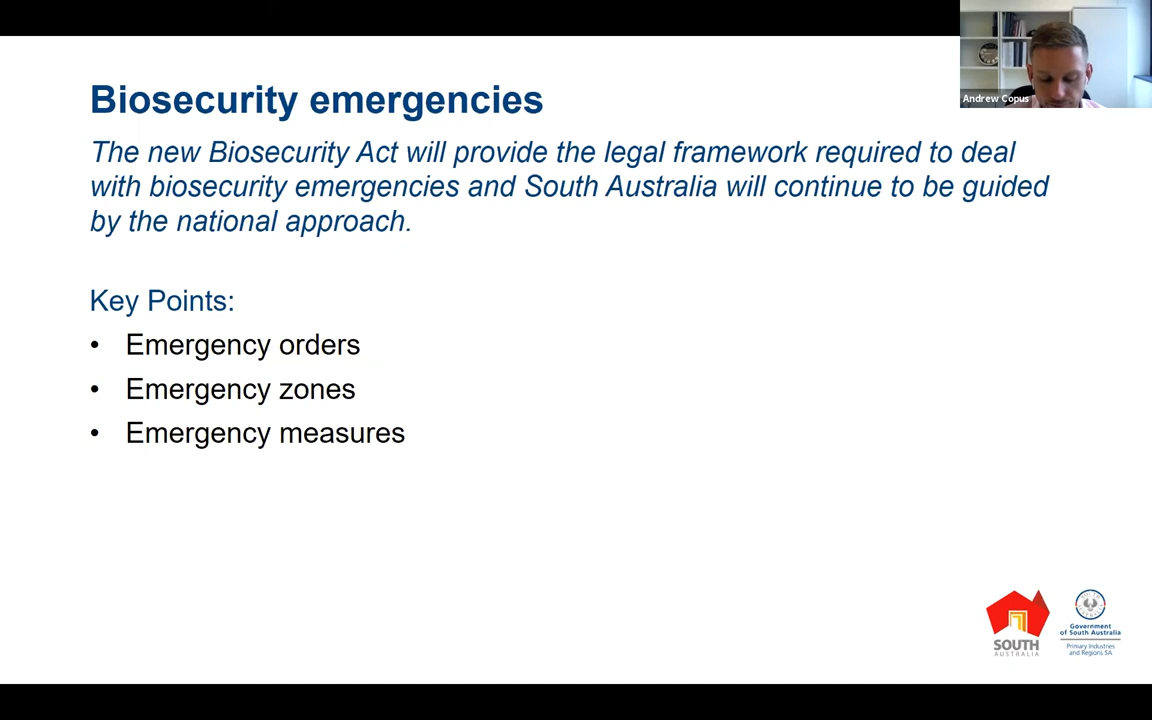 Biosecurity emergencies
The new Biosecurity Act will provide the legal framework required to deal
with biosecurity emergencies and South Australia will continue to be guided
by the national approach.
Key Points:
• Emergency orders
• Emergency zones
• Emergency measures
Andrew Copus
SOUTH
AUSTRALIA
Government
of South Australia
Primary Industries
and Regions SA